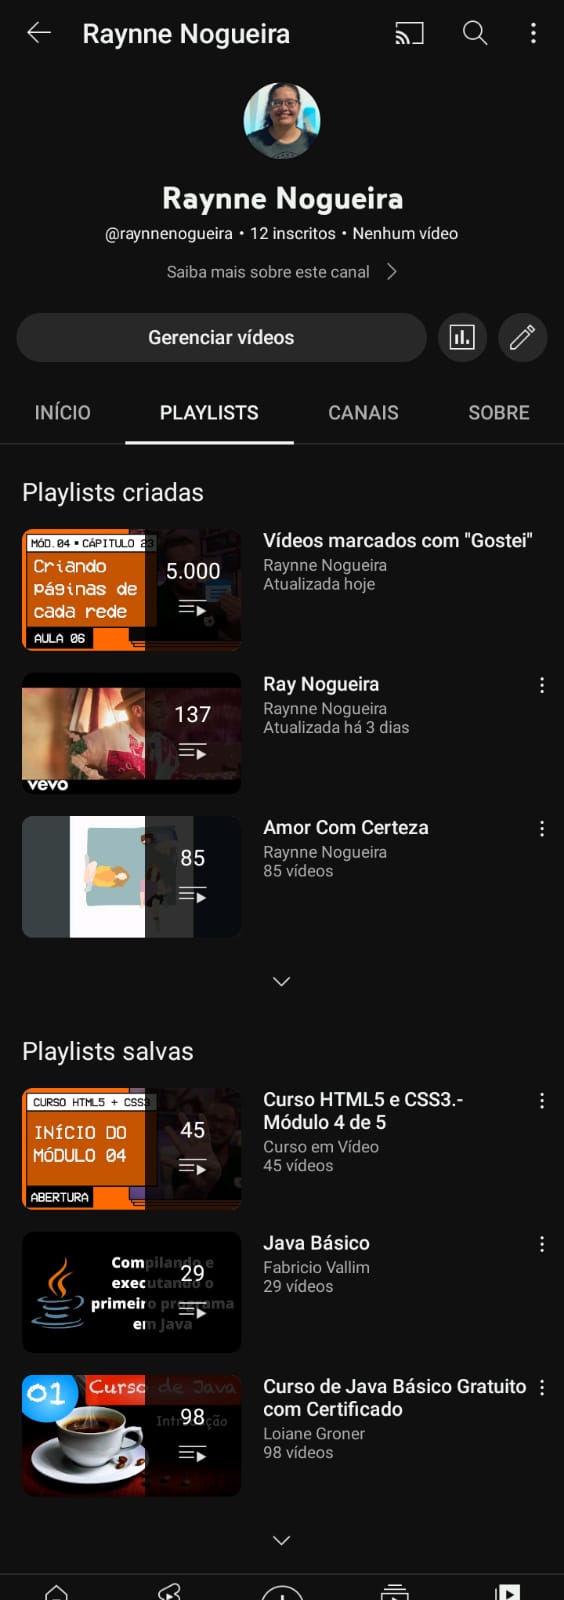 Raynne Nogueira
Raynne Nogueira
@raynnenogueira • 12 inscritos • Nenhum vídeo
Saiba mais sobre este canal
Gerenciar vídeos
INÍCIO
PLAYLISTS
CANAIS
SOBRE
Playlists criadas
MÓD.04 • CAPITULO 23
Criando
páginas de
cada rede
AULA 06
5.000
Vídeos marcados com "Gostei"
Raynne Nogueira
Atualizada hoje
vevo
137
Ray Nogueira
Raynne Nogueira
Atualizada há 3 dias
85
Amor Com Certeza
Raynne Nogueira
85 vídeos
Playlists salvas
CURSO HTML5 + CSS3
INÍCIO DO
MÓDULO 04
ABERTURA
45
Curso HTML5 e CSS3.-
Módulo 4 de 5
Curso em Vídeo
45 vídeos
Compilando e
executando o
primeiro programa
em Java
29
Java Básico
Fabricio Vallim
29 vídeos
01
Curso de Java
Introdução
98
Curso de Java Básico Gratuito
com Certificado
Loiane Groner
98 vídeos